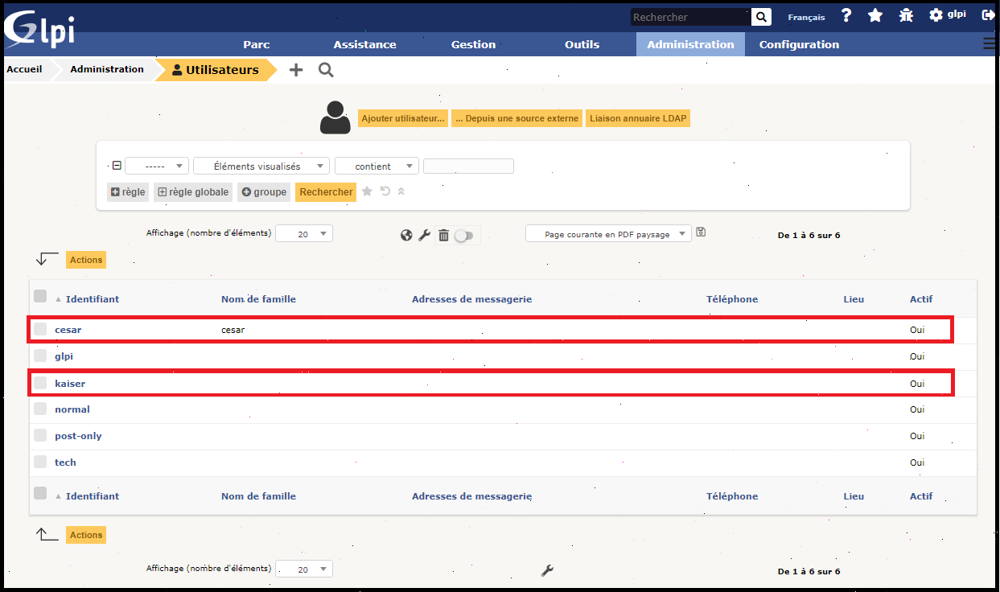 Glpi
Rechercher Français ? glpi
Parc Assistance Gestion Outils Administration Configuration
Accueil Administration Utilisateurs
Ajouter utilisateur... ... Depuis une source externe Liaison annuaire LDAP
----- Éléments visualisés contient
règle règle globale groupe Rechercher
Affichage (nombre d'éléments) 20 Page courante en PDF paysage De 1 à 6 sur 6
Actions
Identifiant Nom de famille Adresses de messagerie Téléphone Lieu Actif
cesar cesar Oui
glpi Oui
kaiser Oui
normal Oui
post-only Oui
tech Oui
Identifiant Nom de famille Adresses de messagerie Téléphone Lieu Actif
Actions
Affichage (nombre d'éléments) 20 De 1 à 6 sur 6